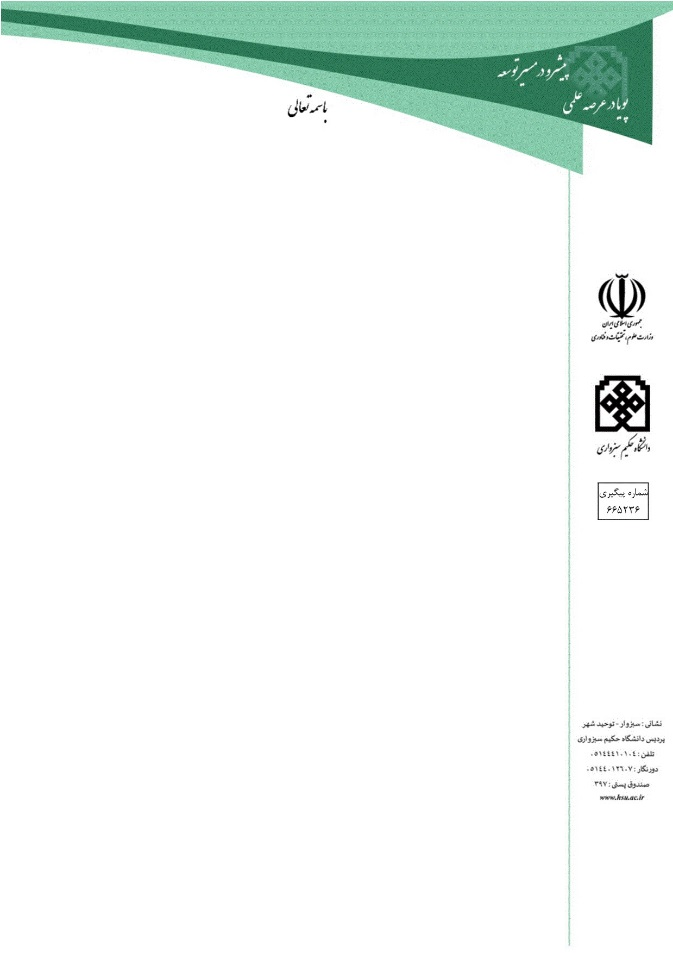 پیشرو در مسیر توسعه
پویا در عرصه علمی
باسمه تعالی
جمهوری اسلامی ایران
وزارت علوم، تحقیقات و فناوری
دانشگاه حکیم سبزواری
شماره پیگیری
۶۶۵۲۳۶
نشانی : سبزوار - توحید شهر
پردیس دانشگاه حکیم سبزواری
تلفن : ٠٥١٤٤٤١٠١٠٤
دورنگار : ٠٥١٤٤٠١٢٦٠٧
صندوق پستی : ۳۹۷
www.hsu.ac.ir